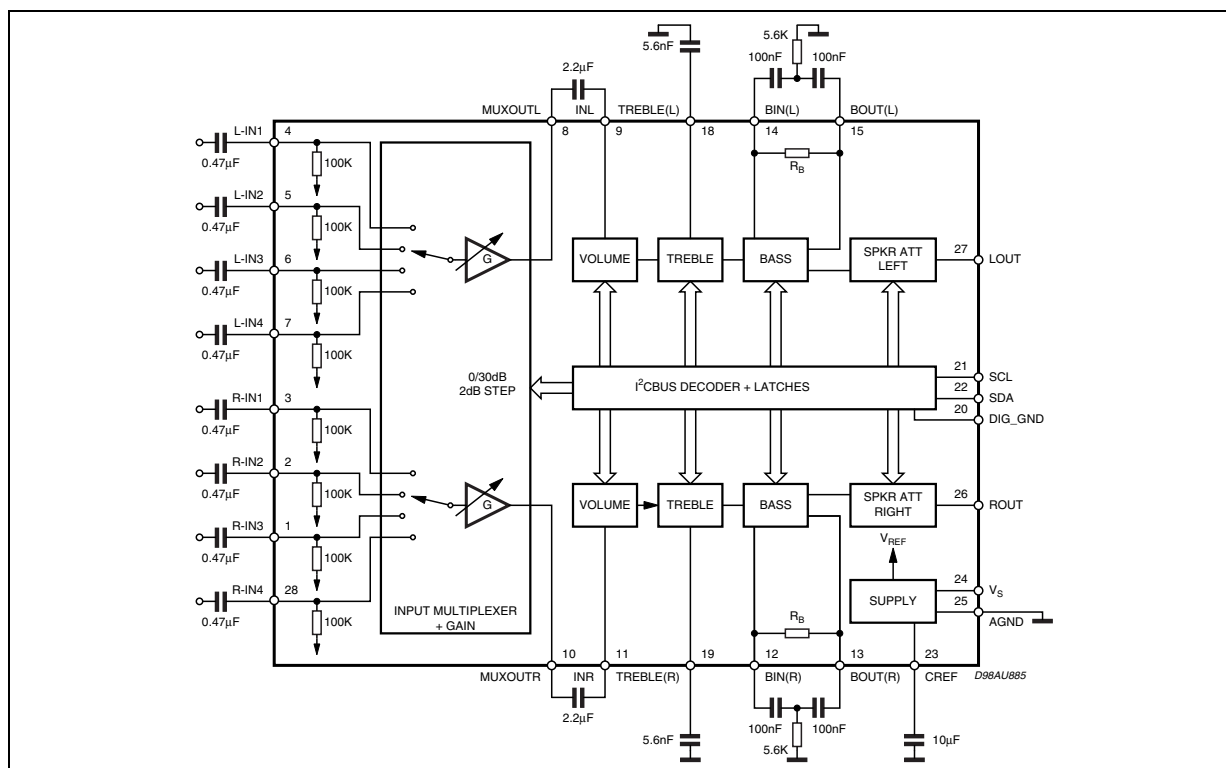 5.6K
5.6nF
100nF 100nF
2.2μF
MUXOUTL INL TREBLE(L) BIN(L) BOUT(L)
8 9 18 14 15
L-IN1 4
0.47μF
100K
RB
L-IN2 5
0.47μF
100K
L-IN3 6
0.47μF
100K
G
VOLUME TREBLE BASS
SPKR ATT
LEFT
27 LOUT
L-IN4 7
0.47μF
100K
0/30dB
2dB STEP
I²CBUS DECODER + LATCHES
21 SCL
22 SDA
20 DIG_GND
R-IN1 3
0.47μF
100K
R-IN2 2
0.47μF
100K
G
VOLUME TREBLE BASS
SPKR ATT
RIGHT
26 ROUT
R-IN3 1
0.47μF
100K
VREF
R-IN4 28
0.47μF
100K
SUPPLY
24 VS
25 AGND
INPUT MULTIPLEXER
+ GAIN
RB
10 11 19 12 13 23
MUXOUTR INR TREBLE(R) BIN(R) BOUT(R) CREF
D98AU885
2.2μF
100nF 100nF
5.6nF
5.6K
10μF